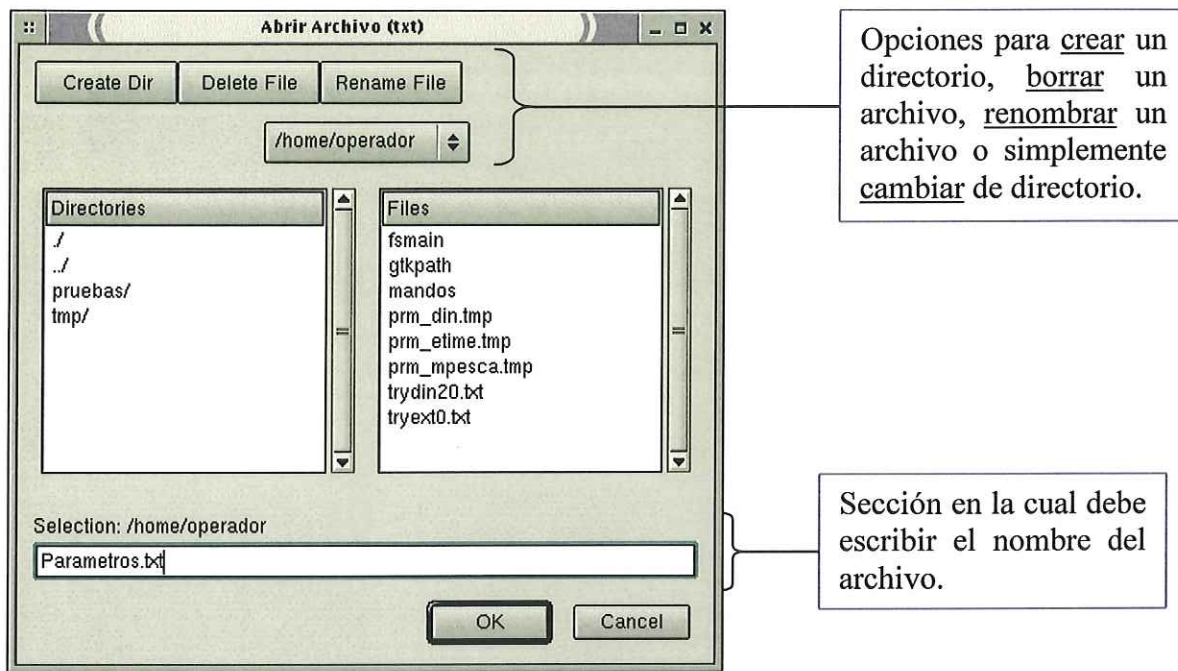 Abrir Archivo (txt)
Create Dir Delete File Rename File
/home/operador
Directories
./
../
pruebas/
tmp/
Files
fsmain
gtkpath
mandos
prm_din.tmp
prm_etime.tmp
prm_mpesca.tmp
trydin20.txt
tryext0.txt
Selection: /home/operador
Parametros.txt
OK Cancel
Opciones para crear un
directorio, borrar un
archivo, renombrar un
archivo o simplemente
cambiar de directorio.
Sección en la cual debe
escribir el nombre del
archivo.